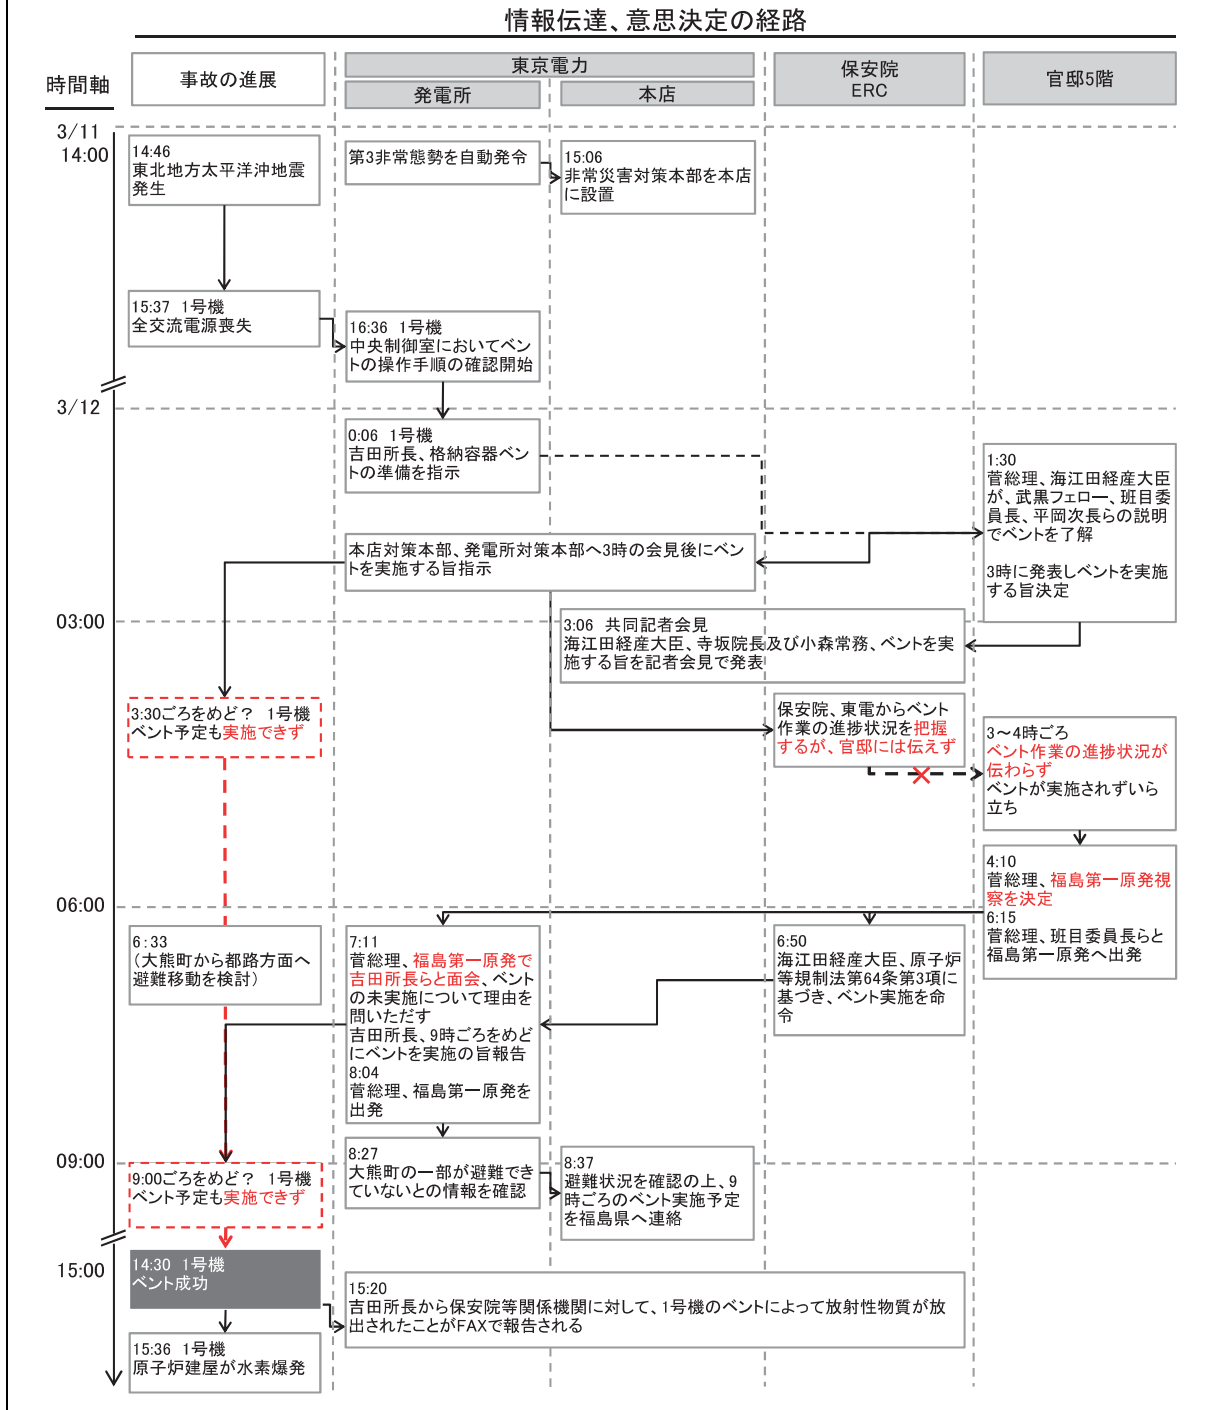 情報伝達、意思決定の経路
時間軸
事故の進展
東京電力
発電所
本店
保安院
ERC
官邸5階
3/11
14:00
14:46
東北地方太平洋沖地震
発生
第3非常態勢を自動発令
15:06
非常災害対策本部を本店
に設置
15:37 1号機
全交流電源喪失
16:36 1号機
中央制御室においてベン
トの操作手順の確認開始
3/12
0:06 1号機
吉田所長、格納容器ベン
トの準備を指示
1:30
菅総理、海江田経産大臣
が、武黒フェロー、班目委
員長、平岡次長らの説明
でベントを了解
3時に発表しベントを実施
する旨決定
本店対策本部、発電所対策本部へ3時の会見後にベン
トを実施する旨指示
03:00
3:06 共同記者会見
海江田経産大臣、寺坂院長及び小森常務、ベントを実
施する旨を記者会見で発表
3:30ごろをめど? 1号機
ベント予定も実施できず
保安院、東電からベント
作業の進捗状況を把握
するが、官邸には伝えず
3～4時ごろ
ベント作業の進捗状況が
伝わらず
ベントが実施されずいら
立ち
4:10
菅総理、福島第一原発視
察を決定
6:15
菅総理、班目委員長らと
福島第一原発へ出発
06:00
6:33
(大熊町から都路方面へ
避難移動を検討)
7:11
菅総理、福島第一原発で
吉田所長らと面会、ベント
の未実施について理由を
問いただす
吉田所長、9時ごろをめど
にベントを実施の旨報告
8:04
菅総理、福島第一原発を
出発
6:50
海江田経産大臣、原子炉
等規制法第64条第3項に
基づき、ベント実施を命
令
8:27
大熊町の一部が避難でき
ていないとの情報を確認
8:37
避難状況を確認の上、9
時ごろのベント実施予定
を福島県へ連絡
09:00
9:00ごろをめど? 1号機
ベント予定も実施できず
15:00
14:30 1号機
ベント成功
15:20
吉田所長から保安院等関係機関に対して、1号機のベントによって放射性物質が放
出されたことがFAXで報告される
15:36 1号機
原子炉建屋が水素爆発